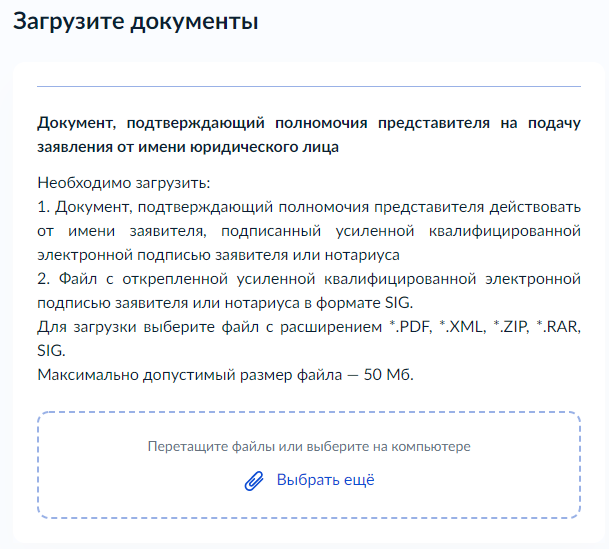 Загрузите документы
Документ, подтверждающий полномочия представителя на подачу
заявления от имени юридического лица
Необходимо загрузить:
1. Документ, подтверждающий полномочия представителя действовать
от имени заявителя, подписанный усиленной квалифицированной
электронной подписью заявителя или нотариуса
2. Файл с открепленной усиленной квалифицированной электронной
подписью заявителя или нотариуса в формате SIG.
Для загрузки выберите файл с расширением *.PDF, *.XML, *.ZIP, *.RAR,
SIG.
Максимально допустимый размер файла — 50 Мб.
Перетащите файлы или выберите на компьютере
Выбрать ещё